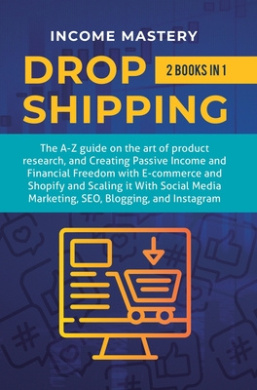 INCOME MASTERY
DROP
2 BOOKS IN 1
SHIPPING
The A-Z guide on the art of product
research, and Creating Passive Income and
Financial Freedom with E-commerce and
Shopify and Scaling it With Social Media
Marketing, SEO, Blogging, and Instagram